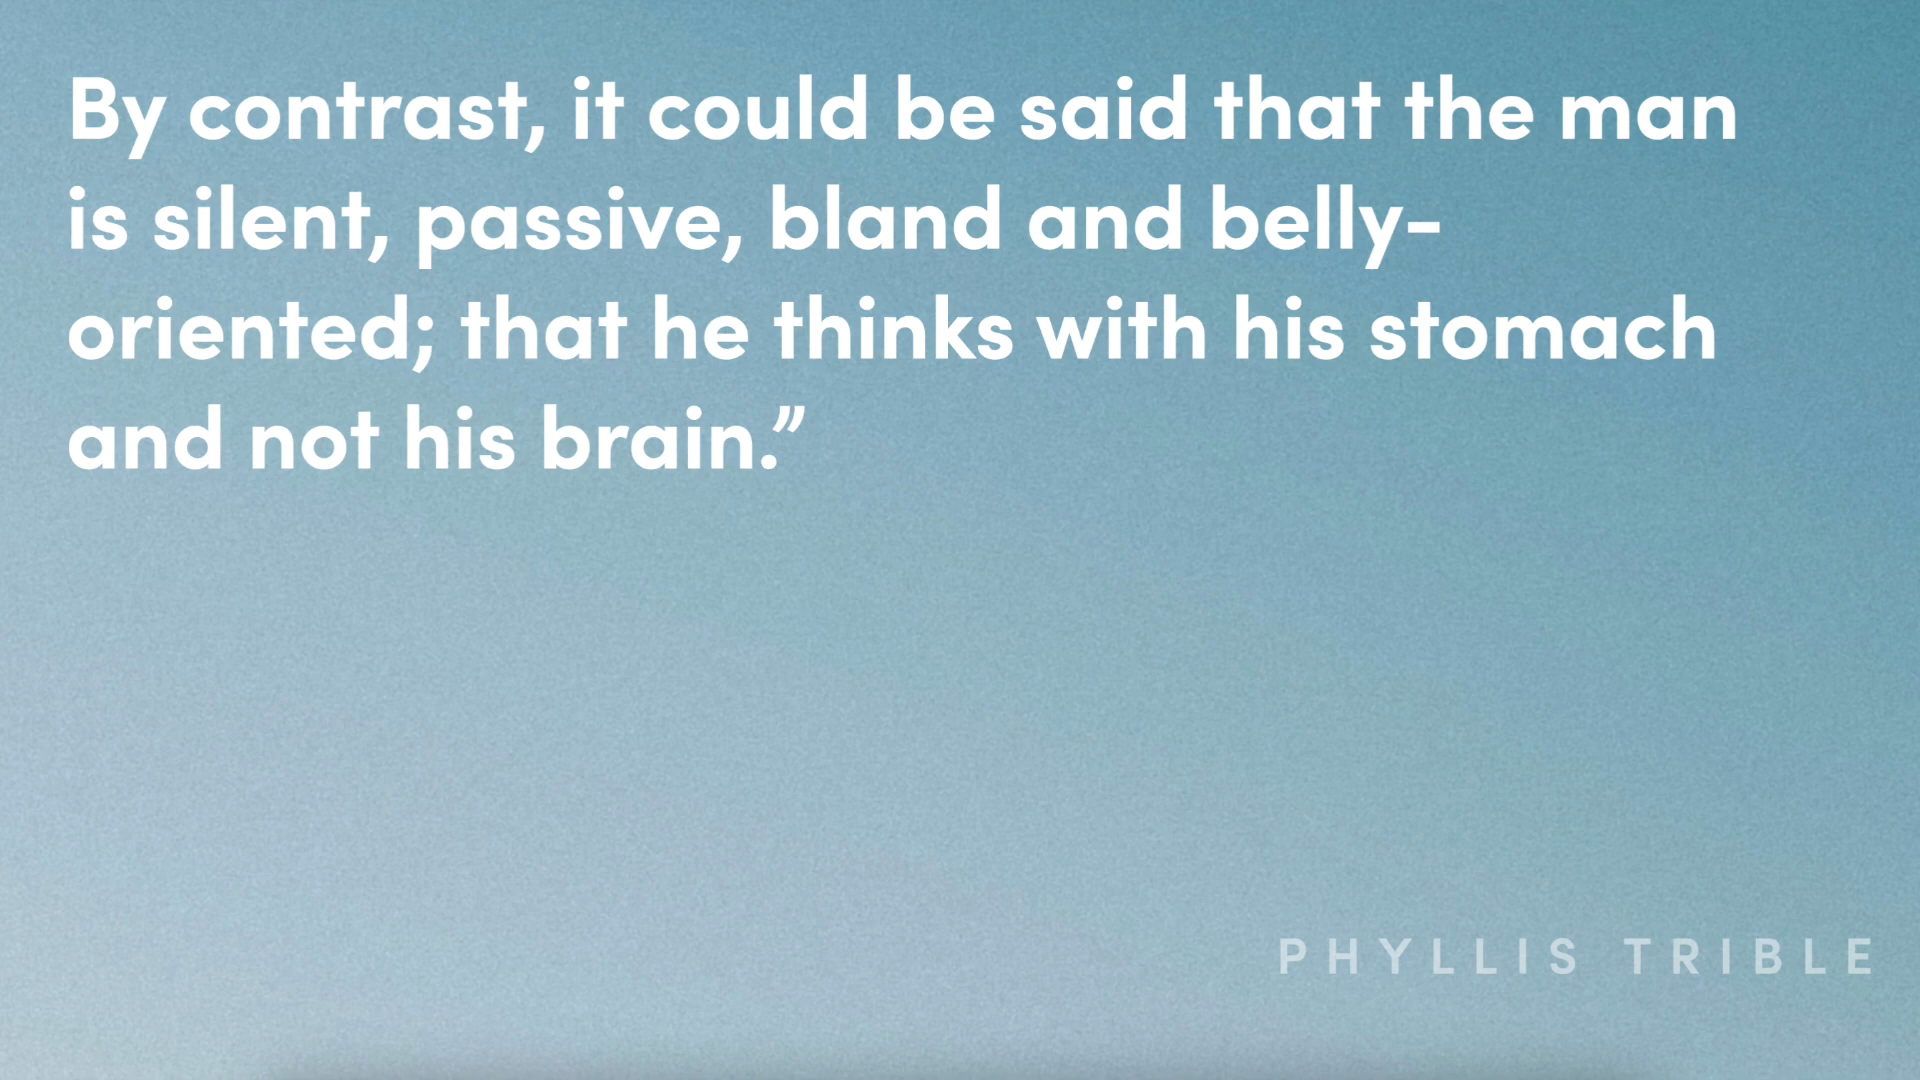 By contrast, it could be said that the man
is silent, passive, bland and belly-
oriented; that he thinks with his stomach
and not his brain.”
PHYLLIS TRIBLE